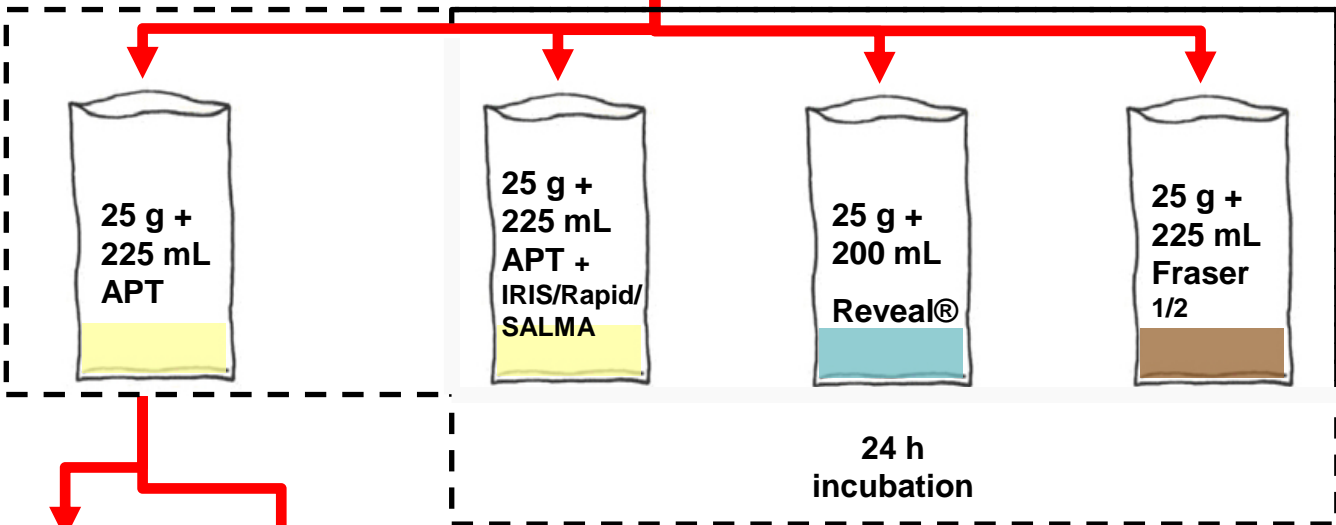 25 g +
225 mL
APT
25 g +
225 mL
APT +
IRIS/Rapid/
SALMA
25 g +
200 mL
Reveal®
25 g +
225 mL
Fraser
1/2
24 h
incubation